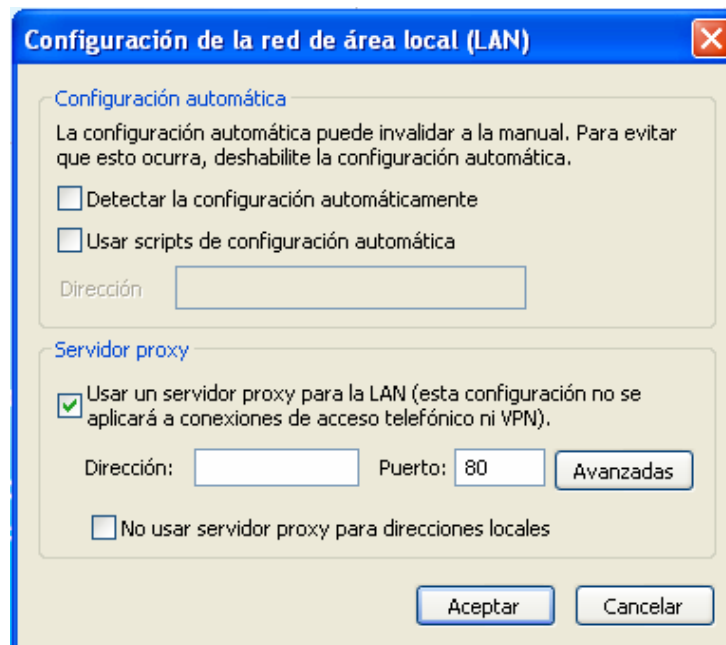 Configuración de la red de área local (LAN)
Configuración automática
La configuración automática puede invalidar a la manual. Para evitar
que esto ocurra, deshabilite la configuración automática.
Detectar la configuración automáticamente
Usar scripts de configuración automática
Dirección
Servidor proxy
Usar un servidor proxy para la LAN (esta configuración no se
aplicará a conexiones de acceso telefónico ni VPN).
Dirección: Puerto: 80 Avanzadas
No usar servidor proxy para direcciones locales
Aceptar Cancelar